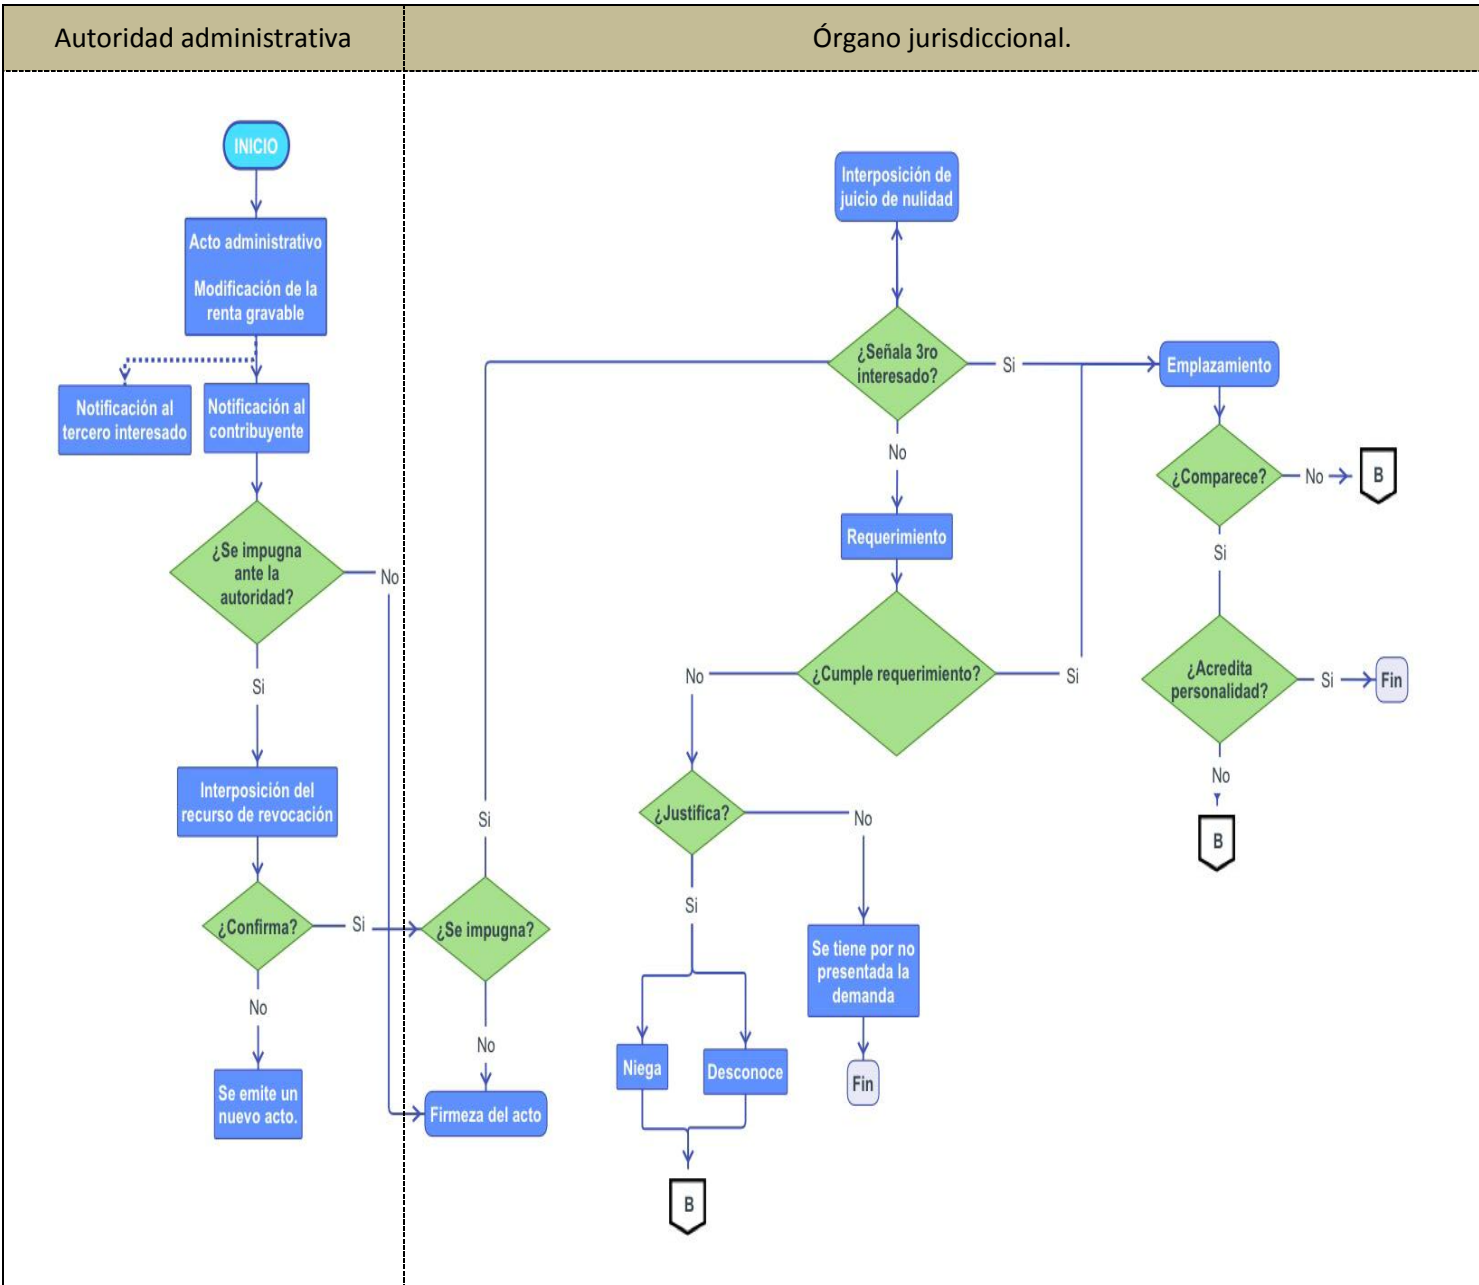 Autoridad administrativa
Órgano jurisdiccional.
INICIO
Acto administrativo
Modificación de la
renta gravable
Notificación al
tercero interesado
Notificación al
contribuyente
¿Se impugna
ante la
autoridad?
No
Si
Interposición del
recurso de revocación
¿Confirma?
Si
No
Se emite un
nuevo acto.
Si
¿Se impugna?
No
Firmeza del acto
Interposición de
juicio de nulidad
¿Señala 3ro
interesado?
Si
No
Requerimiento
¿Cumple requerimiento?
No
Si
¿Justifica?
No
Si
Se tiene por no
presentada la
demanda
Fin
Niega
Desconoce
B
Emplazamiento
¿Comparece?
No
B
Si
¿Acredita
personalidad?
Si
Fin
No
B